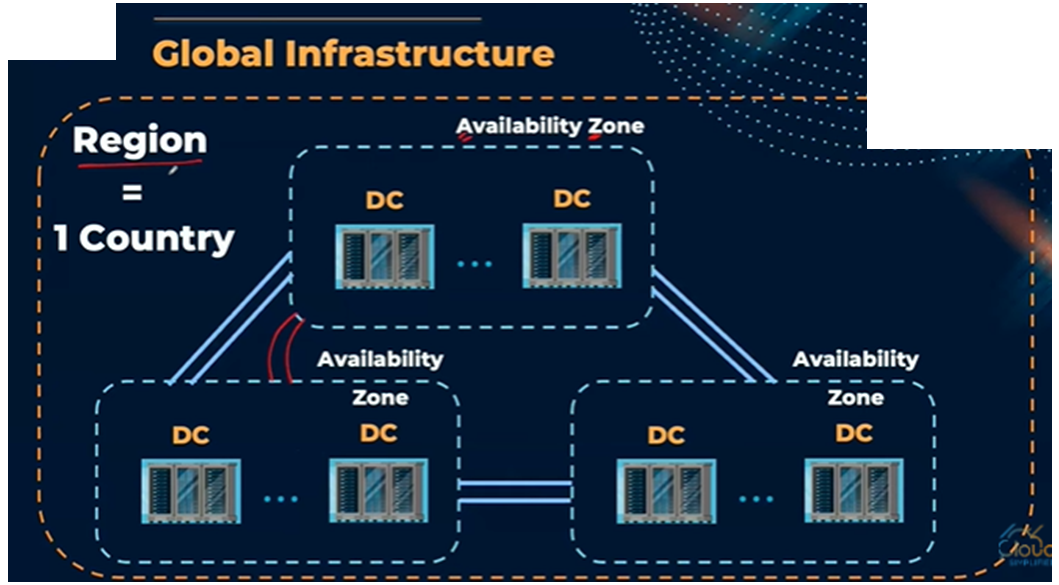 Global Infrastructure
Region
=
1 Country
Availability Zone
DC
DC
...
Availability
Zone
DC
DC
...
Availability
Zone
DC
DC
...